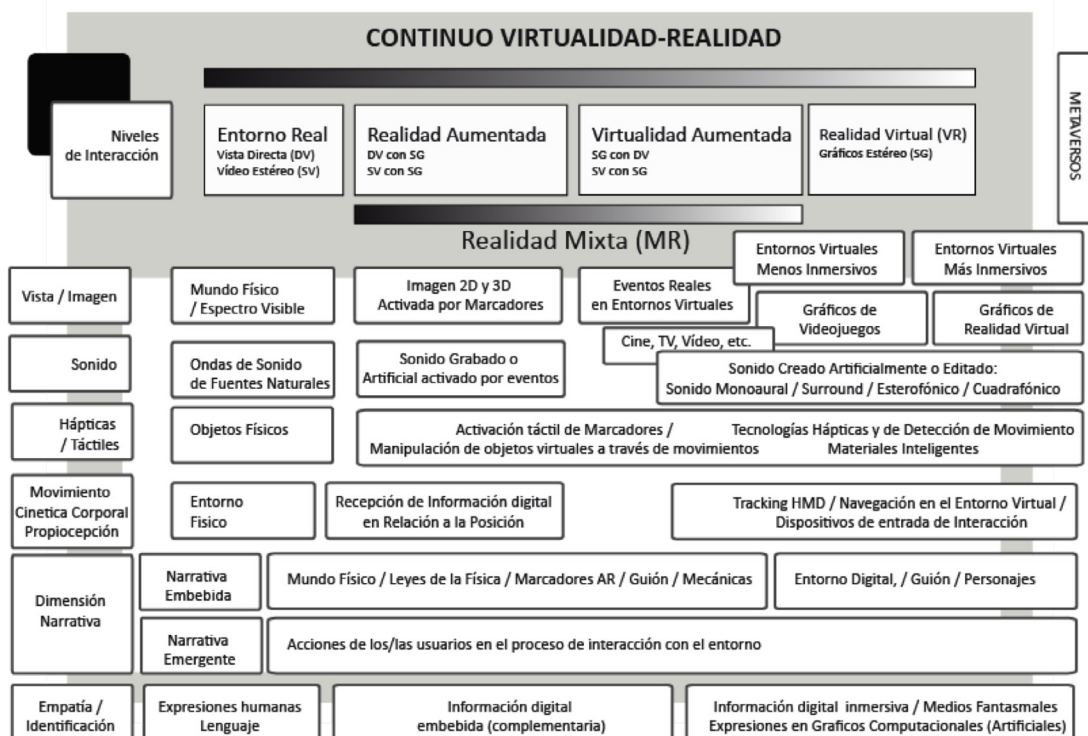 CONTINUO VIRTUALIDAD-REALIDAD
METAVERSOS
Niveles
de Interacción
Entorno Real
Vista Directa (DV)
Vídeo Estéreo (SV)
Realidad Aumentada
DV con SG
SV con SG
Virtualidad Aumentada
SG con DV
SV con SG
Realidad Virtual (VR)
Gráficos Estéreo (SG)
Realidad Mixta (MR)
Entornos Virtuales
Menos Inmersivos
Entornos Virtuales
Más Inmersivos
Vista / Imagen
Mundo Físico
/ Espectro Visible
Imagen 2D y 3D
Activada por Marcadores
Eventos Reales
en Entornos Virtuales
Gráficos de
Videojuegos
Gráficos de
Realidad Virtual
Cine, TV, Vídeo, etc.
Sonido
Ondas de Sonido
de Fuentes Naturales
Sonido Grabado o
Artificial activado por eventos
Sonido Creado Artificialmente o Editado:
Sonido Monoaural / Surround / Esterofónico / Cuadrafónico
Hápticas
/ Táctiles
Objetos Físicos
Activación táctil de Marcadores /
Manipulación de objetos virtuales a través de movimientos
Tecnologías Hápticas y de Detección de Movimiento
Materiales Inteligentes
Movimiento
Cinetica Corporal
Propiocepción
Entorno
Fisico
Recepción de Información digital
en Relación a la Posición
Tracking HMD / Navegación en el Entorno Virtual /
Dispositivos de entrada de Interacción
Dimensión
Narrativa
Narrativa
Embebida
Mundo Físico / Leyes de la Física / Marcadores AR / Guión / Mecánicas
Entorno Digital, / Guión / Personajes
Narrativa
Emergente
Acciones de los/las usuarios en el proceso de interacción con el entorno
Empatía /
Identificación
Expresiones humanas
Lenguaje
Información digital
embebida (complementaria)
Información digital inmersiva / Medios Fantasmales
Expresiones en Graficos Computacionales (Artificiales)